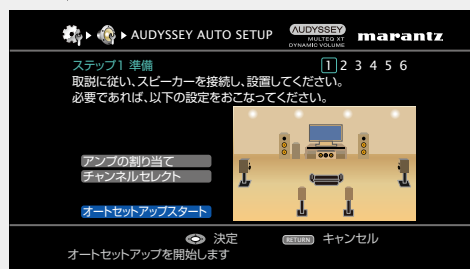 AUDYSSEY AUTO SETUP
AUDYSSEY
MULTEQ XT
DYNAMIC VOLUME
marantz
ステップ1 準備
1 2 3 4 5 6
取説に従い、スピーカーを接続し、設置してください。
必要であれば、以下の設定をおこなってください。
アンプの割り当て
チャンネルセレクト
オートセットアップスタート
決定
RETURN キャンセル
オートセットアップを開始します